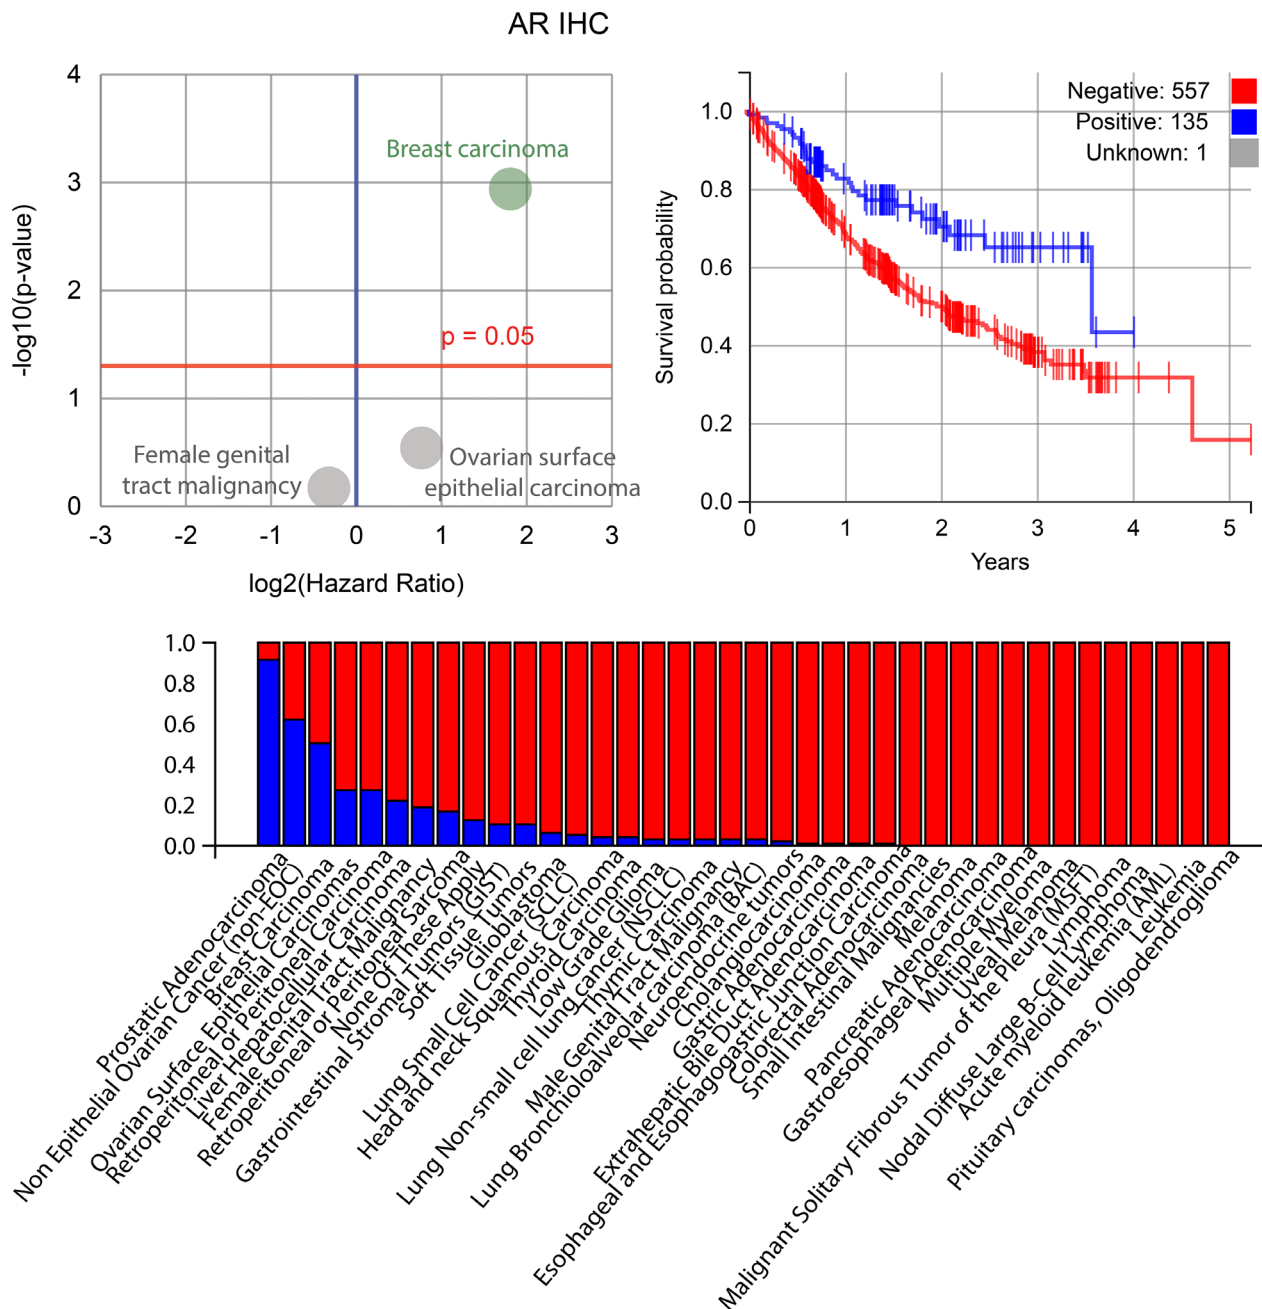 AR IHC
4
3
2
1
0
-3
-2
-1
0
1
2
3
-log10(p-value)
log2(Hazard Ratio)
Breast carcinoma
p = 0.05
Female genital
tract malignancy
Ovarian surface
epithelial carcinoma
Negative: 557
Positive: 135
Unknown: 1
1.0
0.8
0.6
0.4
0.2
0.0
0
1
2
3
4
5
Survival probability
Years
1.0
0.8
0.6
0.4
0.2
0.0
Prostatic Adenocarcinoma
Non Epithelial Ovarian Cancer (non-EOC)
Breast Carcinoma
Ovarian Surface Epithelial Carcinomas
Retroperitoneal or Peritoneal Carcinoma
Liver Hepatocellular Carcinoma
Female Genital Tract Malignancy
Retroperitoneal or Peritoneal Sarcoma
None Of These Apply
Gastrointestinal Stromal Tumors (GIST)
Soft Tissue Tumors
Glioblastoma
Lung Small Cell Cancer (SCLC)
Head and neck Squamous Carcinoma
Thyroid Carcinoma
Low Grade Glioma
Lung Non-small cell lung cancer (NSCLC)
Thymic Carcinoma
Male Genital Tract Malignancy
Lung Bronchioloalveolar carcinoma (BAC)
Neuroendocrine tumors
Cholangiocarcinoma
Gastric Adenocarcinoma
Extrahepatic Bile Duct Adenocarcinoma
Esophageal and Esophagogastric Junction Carcinoma
Colorectal Adenocarcinoma
Small Intestinal Malignancies
Melanoma
Pancreatic Adenocarcinoma
Gastroesophageal Adenocarcinoma
Multiple Myeloma
Uveal Melanoma
Malignant Solitary Fibrous Tumor of the Pleura (MSFT)
Nodal Diffuse Large B-Cell Lymphoma
Lymphoma
Acute myeloid leukemia (AML)
Leukemia
Pituitary carcinomas, Oligodendroglioma